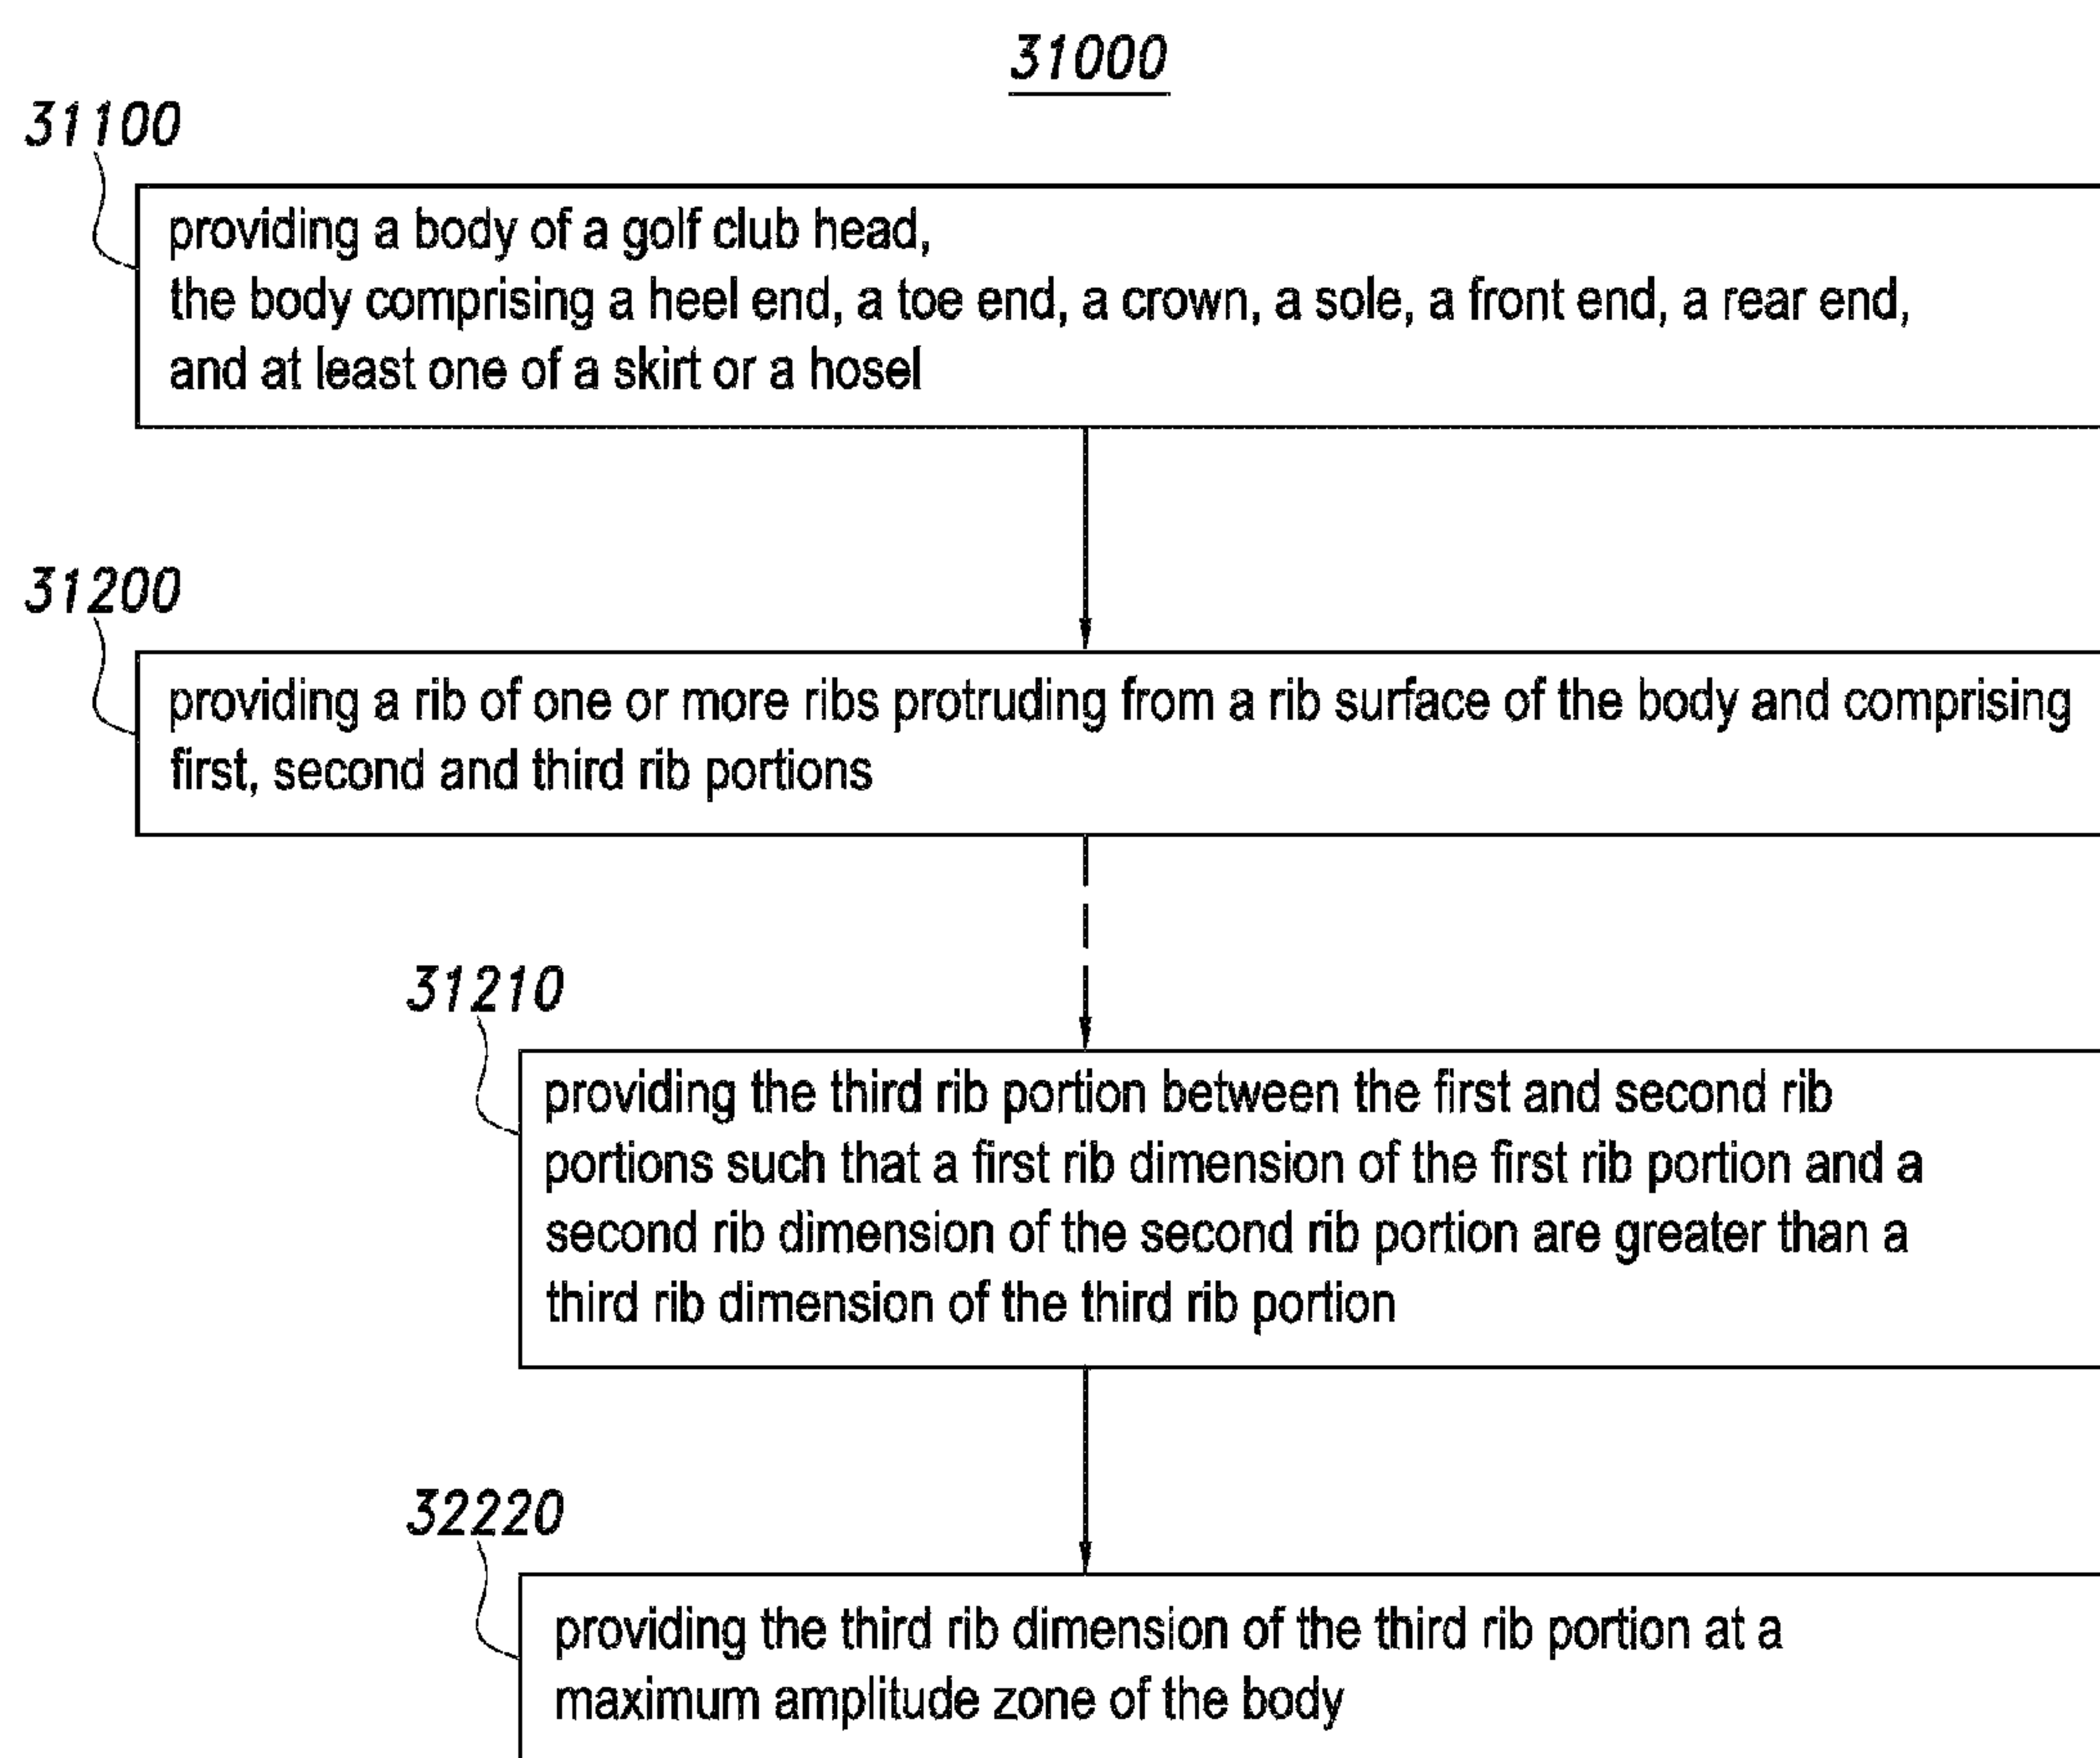 31000
31100
providing a body of a golf club head,
the body comprising a heel end, a toe end, a crown, a sole, a front end, a rear end,
and at least one of a skirt or a hosel
31200
providing a rib of one or more ribs protruding from a rib surface of the body and comprising
first, second and third rib portions
31210
providing the third rib portion between the first and second rib
portions such that a first rib dimension of the first rib portion and a
second rib dimension of the second rib portion are greater than a
third rib dimension of the third rib portion
32220
providing the third rib dimension of the third rib portion at a
maximum amplitude zone of the body